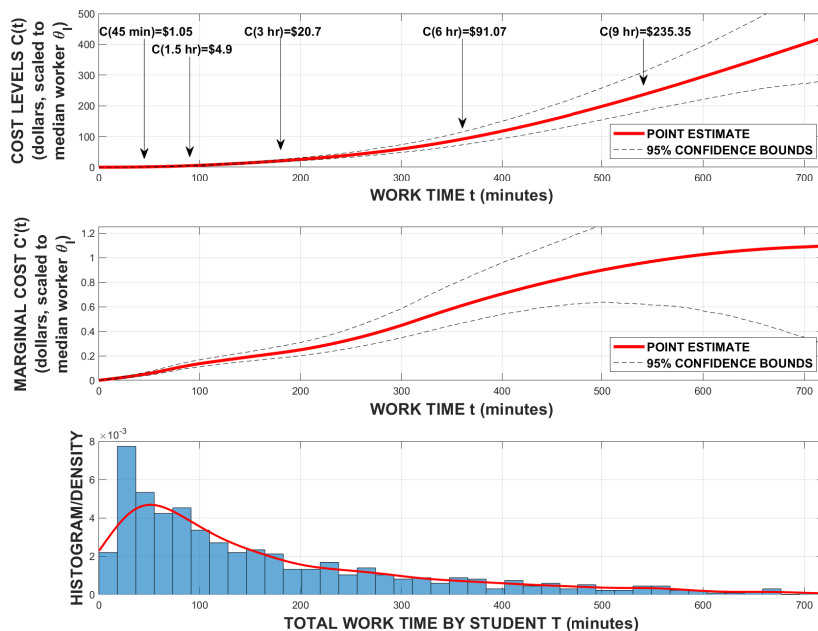 COST LEVELS C(t)
(dollars, scaled to
median worker θI)
500
400
300
200
100
0
C(45 min)=$1.05
C(1.5 hr)=$4.9
C(3 hr)=$20.7
C(6 hr)=$91.07
C(9 hr)=$235.35
POINT ESTIMATE
95% CONFIDENCE BOUNDS
0 100 200 300 400 500 600 700
WORK TIME t (minutes)
MARGINAL COST C'(t)
(dollars, scaled to
median worker θI)
1.2
1
0.8
0.6
0.4
0.2
0
POINT ESTIMATE
95% CONFIDENCE BOUNDS
0 100 200 300 400 500 600 700
WORK TIME t (minutes)
HISTOGRAM/DENSITY
×10-3
8
6
4
2
0
0 100 200 300 400 500 600 700
TOTAL WORK TIME BY STUDENT T (minutes)